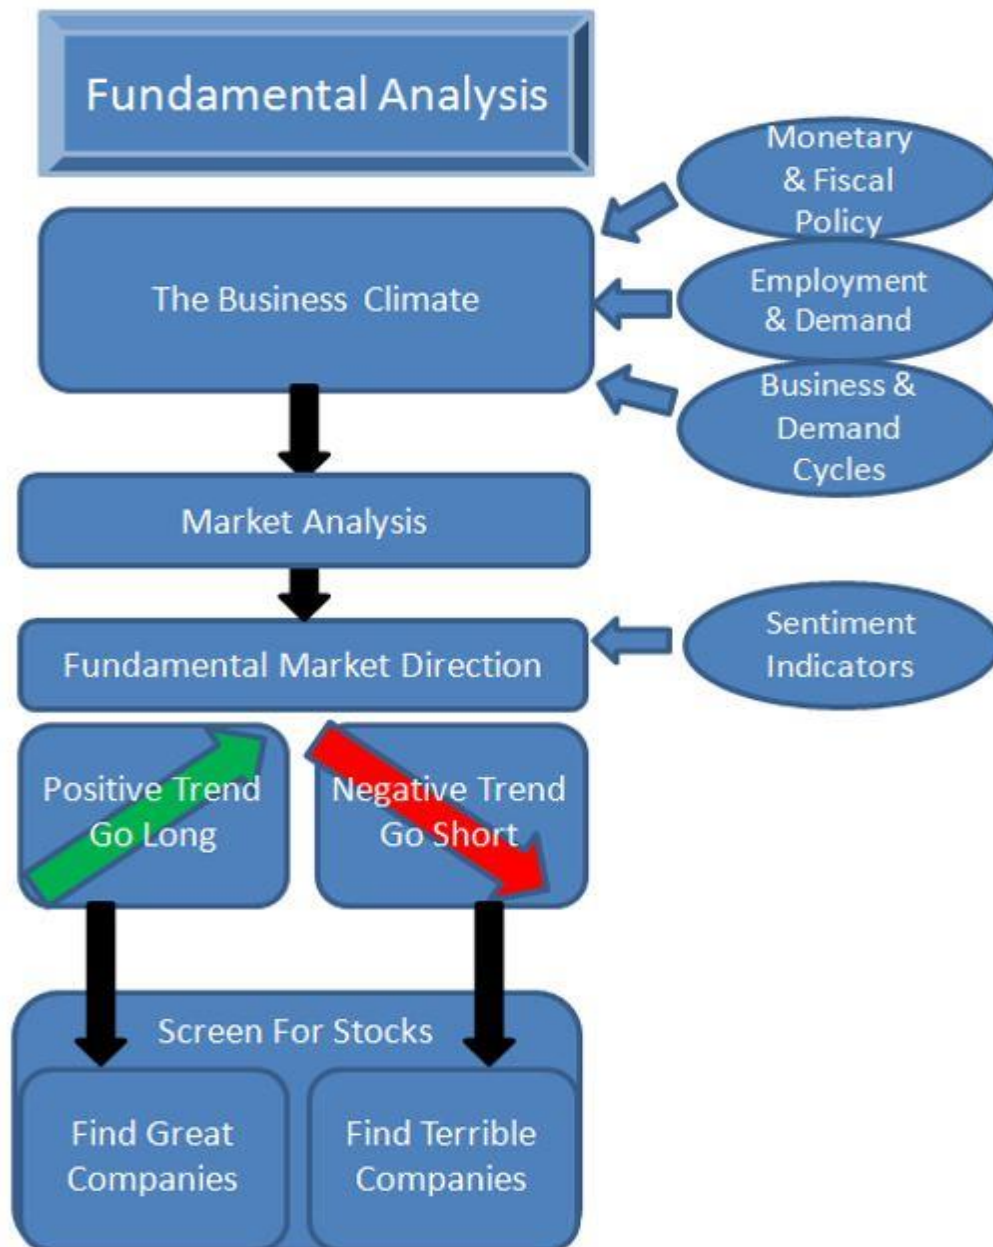 Fundamental Analysis
Monetary
& Fiscal
Policy
The Business Climate
Employment
& Demand
Business &
Demand
Cycles
Market Analysis
Fundamental Market Direction
Sentiment
Indicators
Positive Trend
Go Long
Negative Trend
Go Short
Screen For Stocks
Find Great
Companies
Find Terrible
Companies